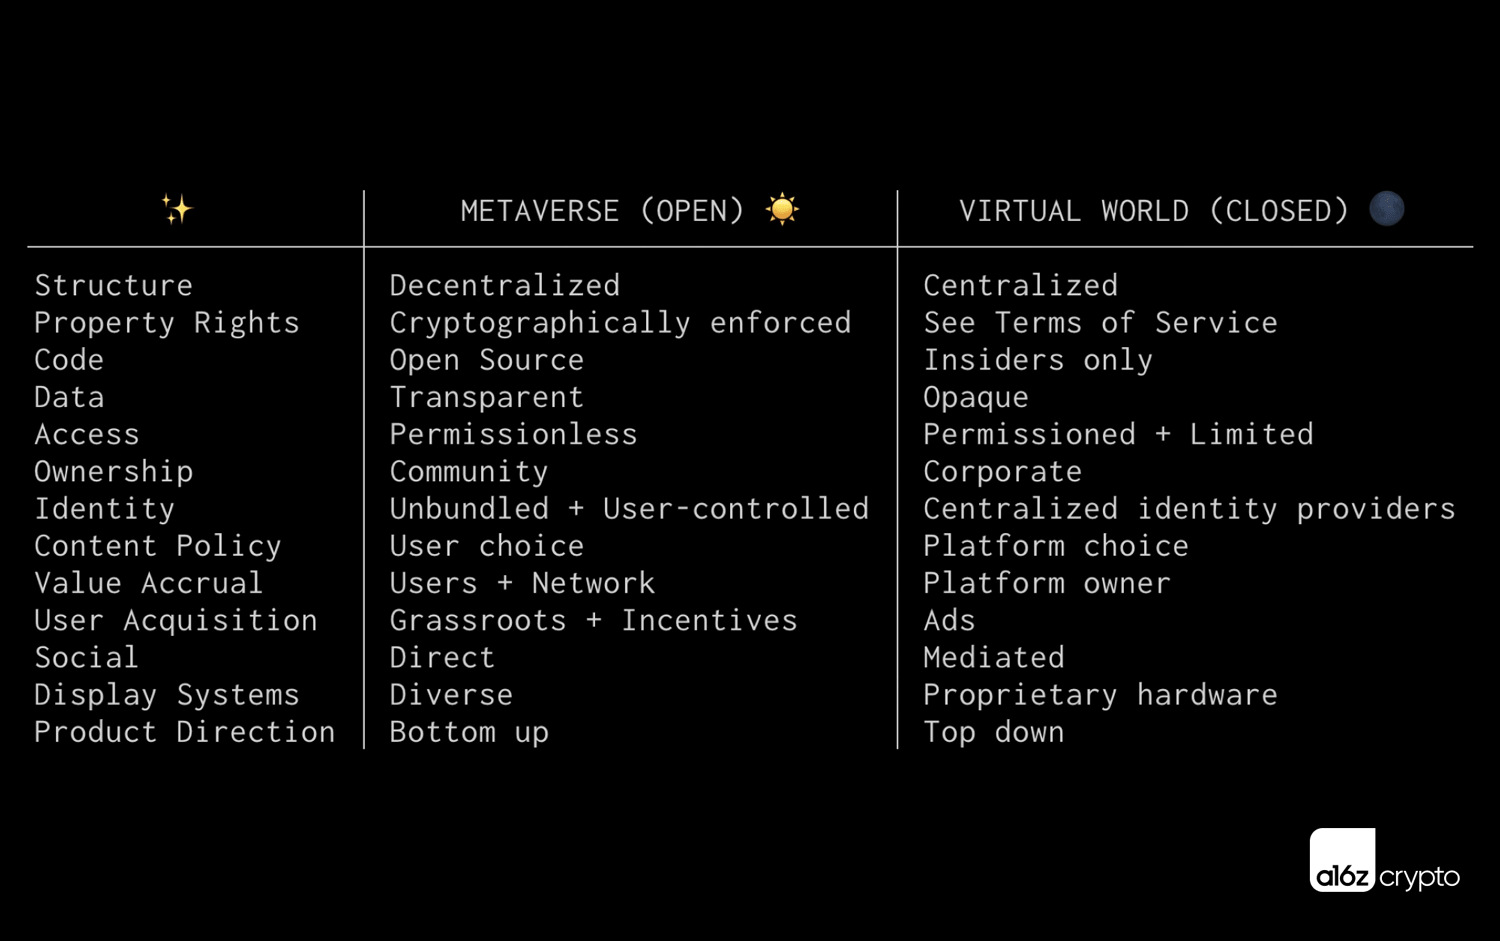 ✨ METAVERSE (OPEN) ☀️ VIRTUAL WORLD (CLOSED) 🌑
Structure Decentralized Centralized
Property Rights Cryptographically enforced See Terms of Service
Code Open Source Insiders only
Data Transparent Opaque
Access Permissionless Permissioned + Limited
Ownership Community Corporate
Identity Unbundled + User-controlled Centralized identity providers
Content Policy User choice Platform choice
Value Accrual Users + Network Platform owner
User Acquisition Grassroots + Incentives Ads
Social Direct Mediated
Display Systems Diverse Proprietary hardware
Product Direction Bottom up Top down
a16z crypto